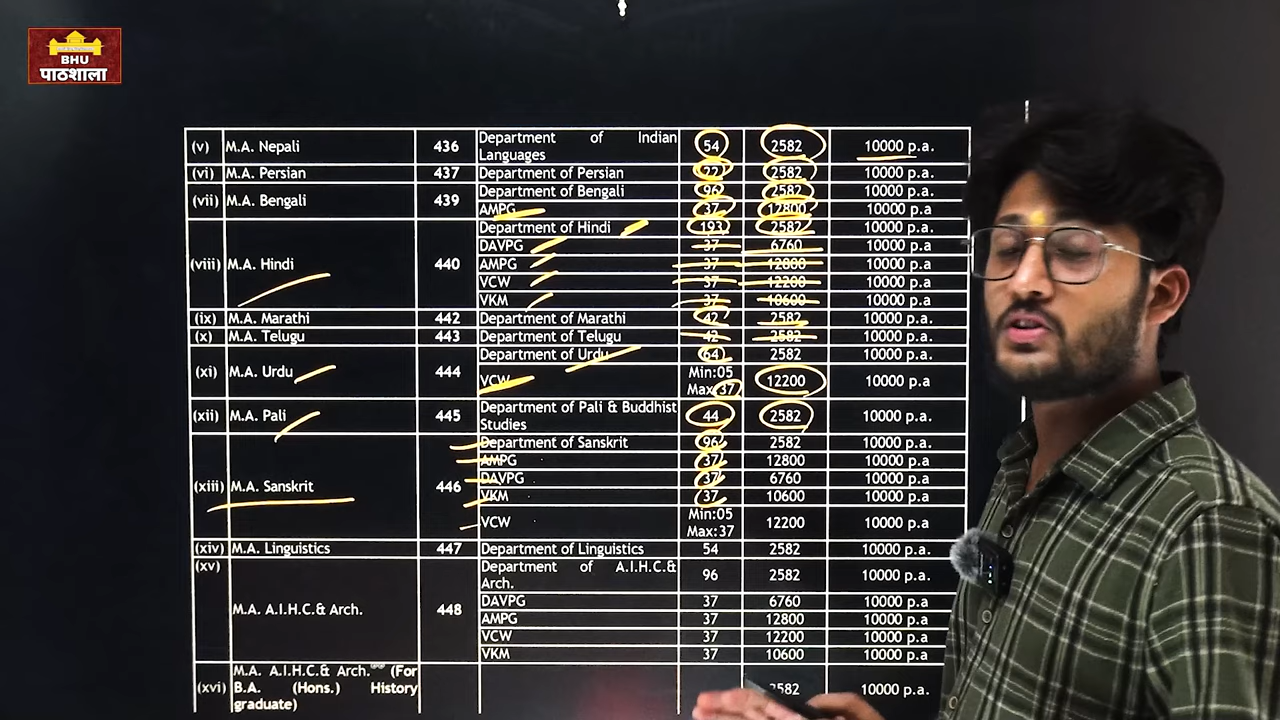 BHU
पाठशाला
(v) M.A. Nepali 436 Department of Indian Languages 54 2582 10000 p.a.
(vi) M.A. Persian 437 Department of Persian 22 2582 10000 p.a.
(vii) M.A. Bengali 439 Department of Bengali 96 2582 10000 p.a.
AMPG 37 12800 10000 p.a
(viii) M.A. Hindi 440 Department of Hindi 193 2582 10000 p.a.
DAVPG 37 6760 10000 p.a
AMPG 37 12800 10000 p.a
VCW 37 12200 10000 p.a
VKM 37 10600 10000 p.a
(ix) M.A. Marathi 442 Department of Marathi 42 2582 10000 p.a.
(x) M.A. Telugu 443 Department of Telugu 42 2582 10000 p.a.
(xi) M.A. Urdu 444 Department of Urdu 64 2582 10000 p.a.
VCW Min:05 Max:37 12200 10000 p.a
(xii) M.A. Pali 445 Department of Pali & Buddhist Studies 44 2582 10000 p.a.
(xiii) M.A. Sanskrit 446 Department of Sanskrit 96 2582 10000 p.a.
AMPG 37 12800 10000 p.a
DAVPG 37 6760 10000 p.a
VKM 37 10600 10000 p.a
VCW Min:05 Max:37 12200 10000 p.a
(xiv) M.A. Linguistics 447 Department of Linguistics 54 2582 10000 p.a.
(xv) M.A. A.I.H.C.& Arch. 448 Department of A.I.H.C.& Arch. 96 2582 10000 p.a.
DAVPG 37 6760 10000 p.a
AMPG 37 12800 10000 p.a
VCW 37 12200 10000 p.a
VKM 37 10600 10000 p.a
(xvi) M.A. A.I.H.C.& Arch. (For B.A. (Hons.) History graduate) 2582 10000 p.a.